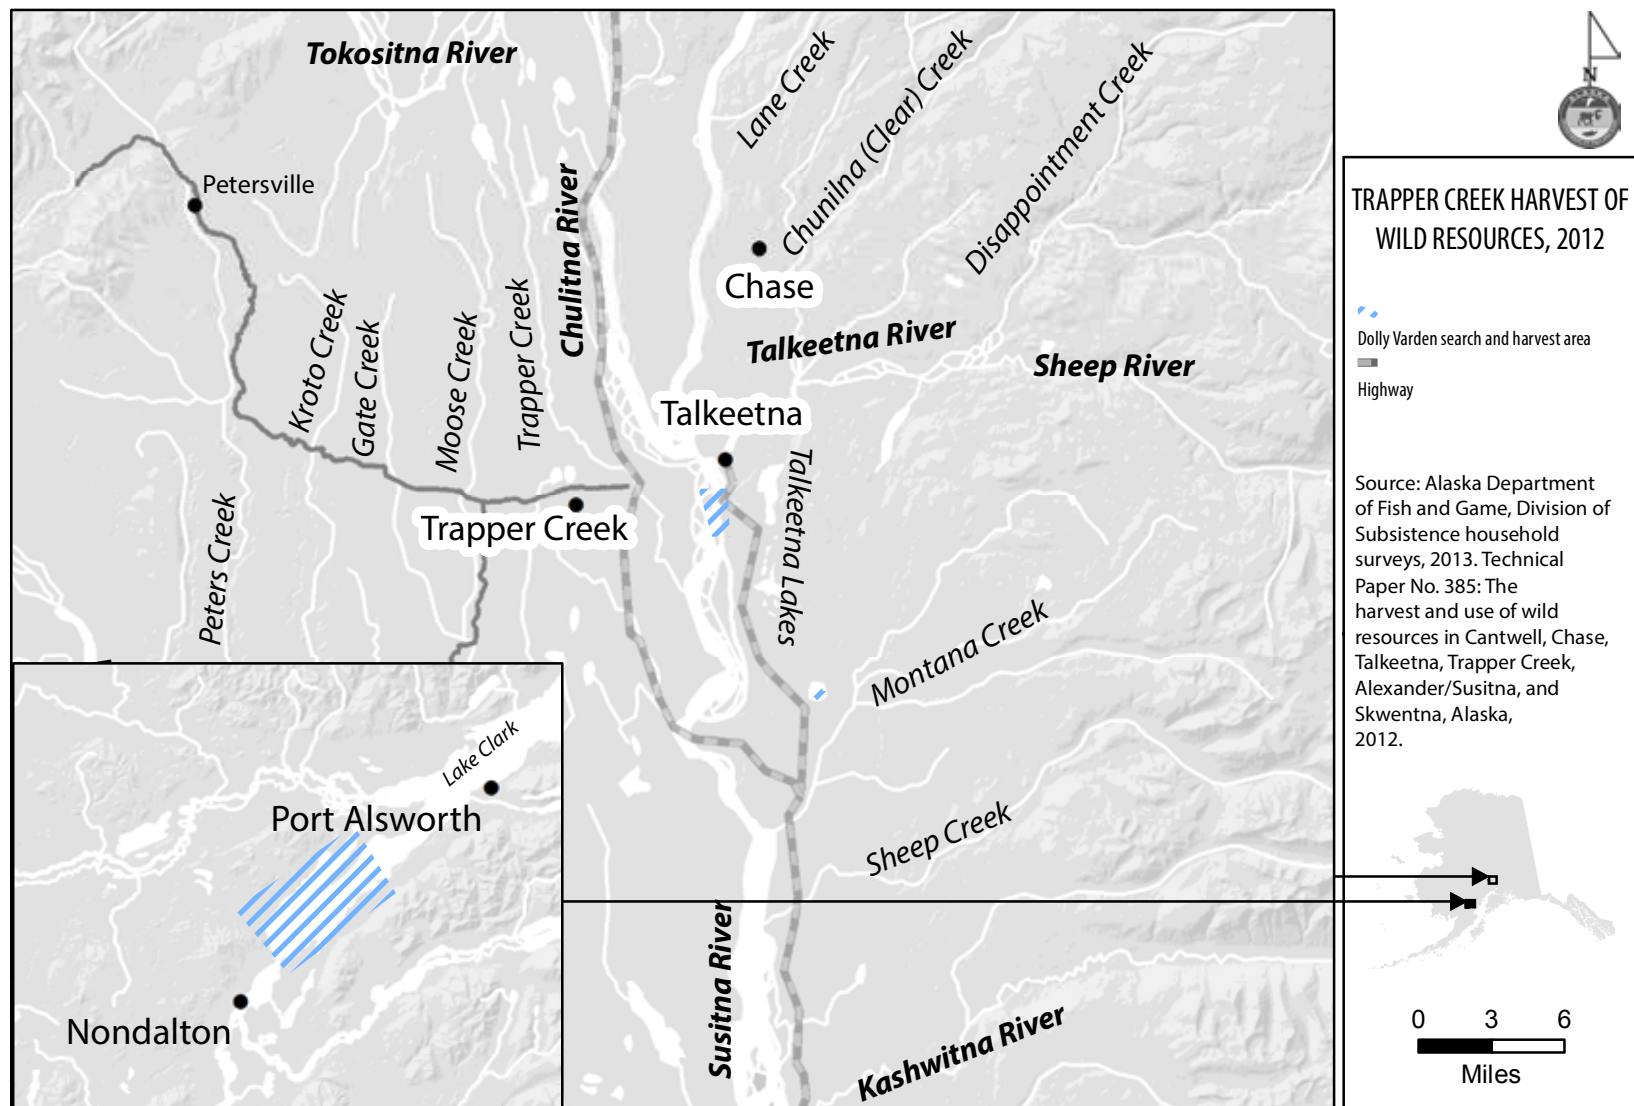 Tokositna River
Lane Creek
Chunilna (Clear) Creek
Disappointment Creek
Petersville
Chulitna River
Chase
Kroto Creek
Gate Creek
Moose Creek
Trapper Creek
Talkeetna River
Sheep River
Talkeetna
Trapper Creek
Talkeetna Lakes
Peters Creek
Montana Creek
Sheep Creek
Susitna River
Kashwitna River
Lake Clark
Port Alsworth
Nondalton
N
TRAPPER CREEK HARVEST OF
WILD RESOURCES, 2012
Dolly Varden search and harvest area
Highway
Source: Alaska Department
of Fish and Game, Division of
Subsistence household
surveys, 2013. Technical
Paper No. 385: The
harvest and use of wild
resources in Cantwell, Chase,
Talkeetna, Trapper Creek,
Alexander/Susitna, and
Skwentna, Alaska,
2012.
0 3 6
Miles